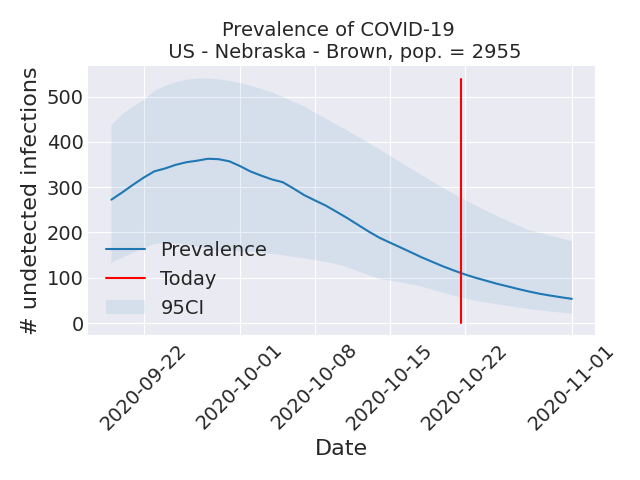 Prevalence of COVID-19
US - Nebraska - Brown, pop. = 2955
# undetected infections
500
400
300
200
100
0
Prevalence
Today
95CI
2020-09-22
2020-10-01
2020-10-08
2020-10-15
2020-10-22
2020-11-01
Date